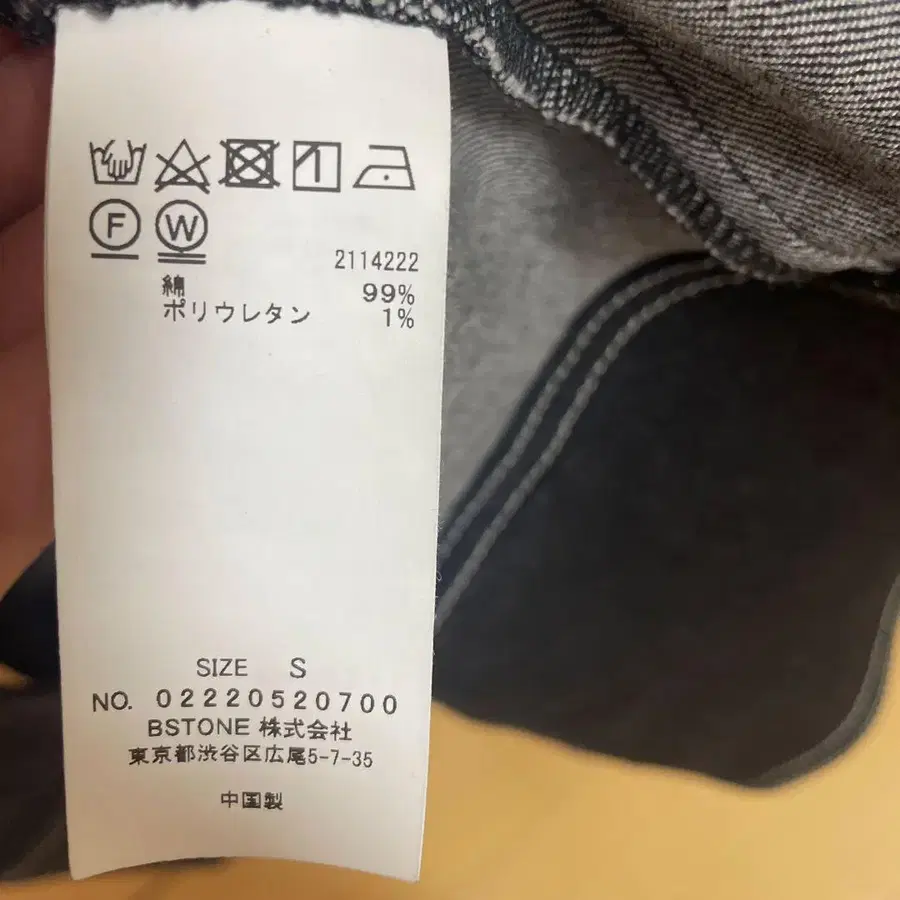 F W
2114222
綿 99%
ポリウレタン 1%
SIZE S
NO. 02220520700
BSTONE 株式会社
東京都渋谷区広尾5-7-35
中国製